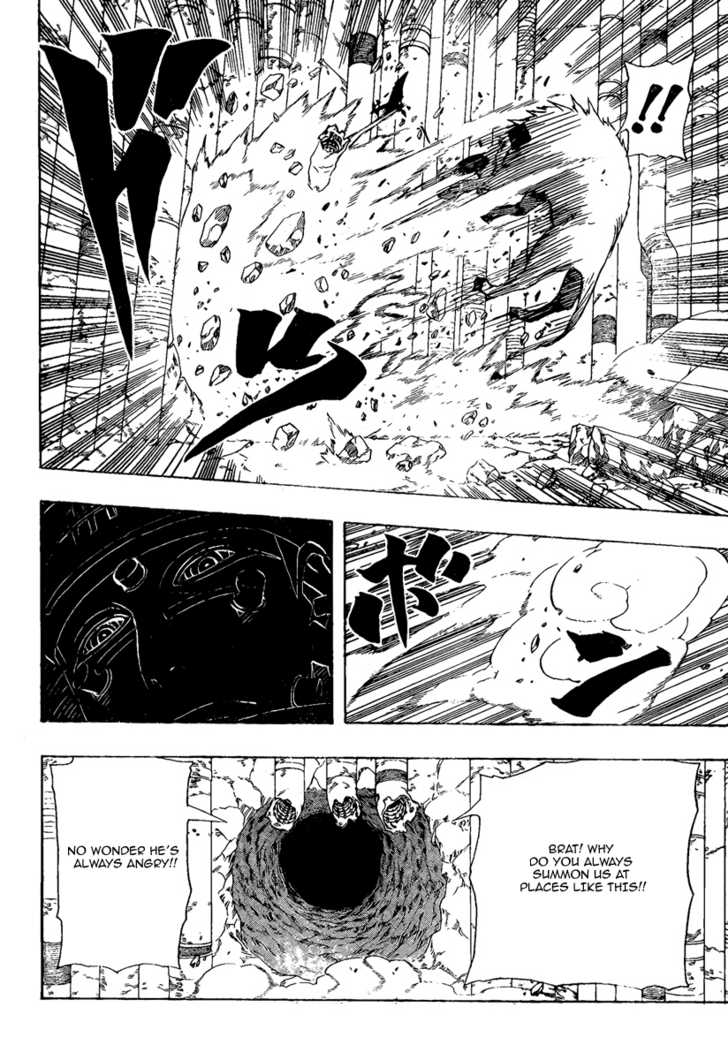 !!
ドドッ
ボン
BRAT! WHY
DO YOU ALWAYS
SUMMON US AT
PLACES LIKE THIS!!
NO WONDER HE'S
ALWAYS ANGRY!!